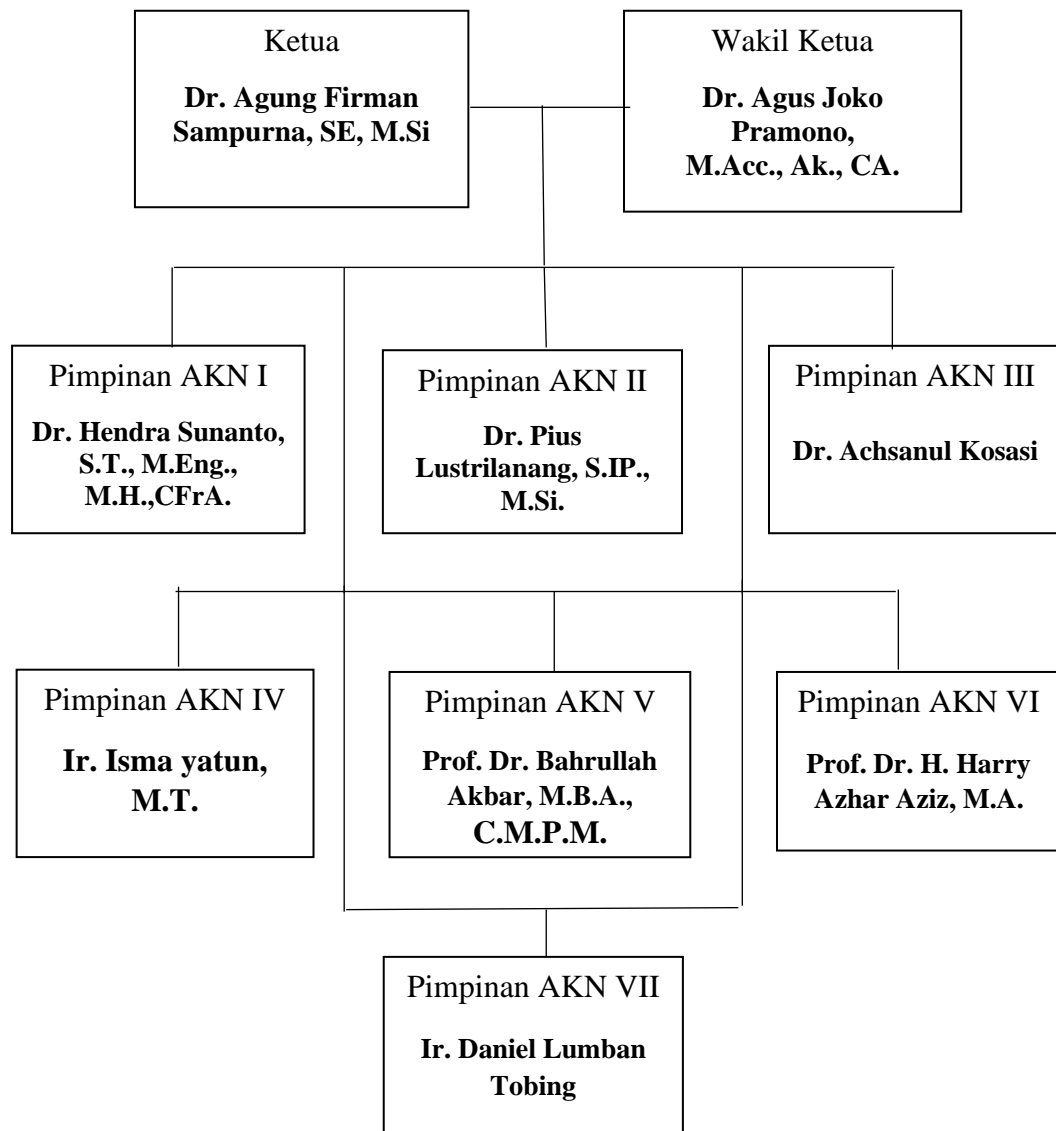 Ketua
Dr. Agung Firman
Sampurna, SE, M.Si
Wakil Ketua
Dr. Agus Joko
Pramono,
M.Acc., Ak., CA.
Pimpinan AKN I
Dr. Hendra Sunanto,
S.T., M.Eng.,
M.H.,CFrA.
Pimpinan AKN II
Dr. Pius
Lustrilanang, S.IP.,
M.Si.
Pimpinan AKN III
Dr. Achsanul Kosasi
Pimpinan AKN IV
Ir. Isma yatun,
M.T.
Pimpinan AKN V
Prof. Dr. Bahrullah
Akbar, M.B.A.,
C.M.P.M.
Pimpinan AKN VI
Prof. Dr. H. Harry
Azhar Aziz, M.A.
Pimpinan AKN VII
Ir. Daniel Lumban
Tobing